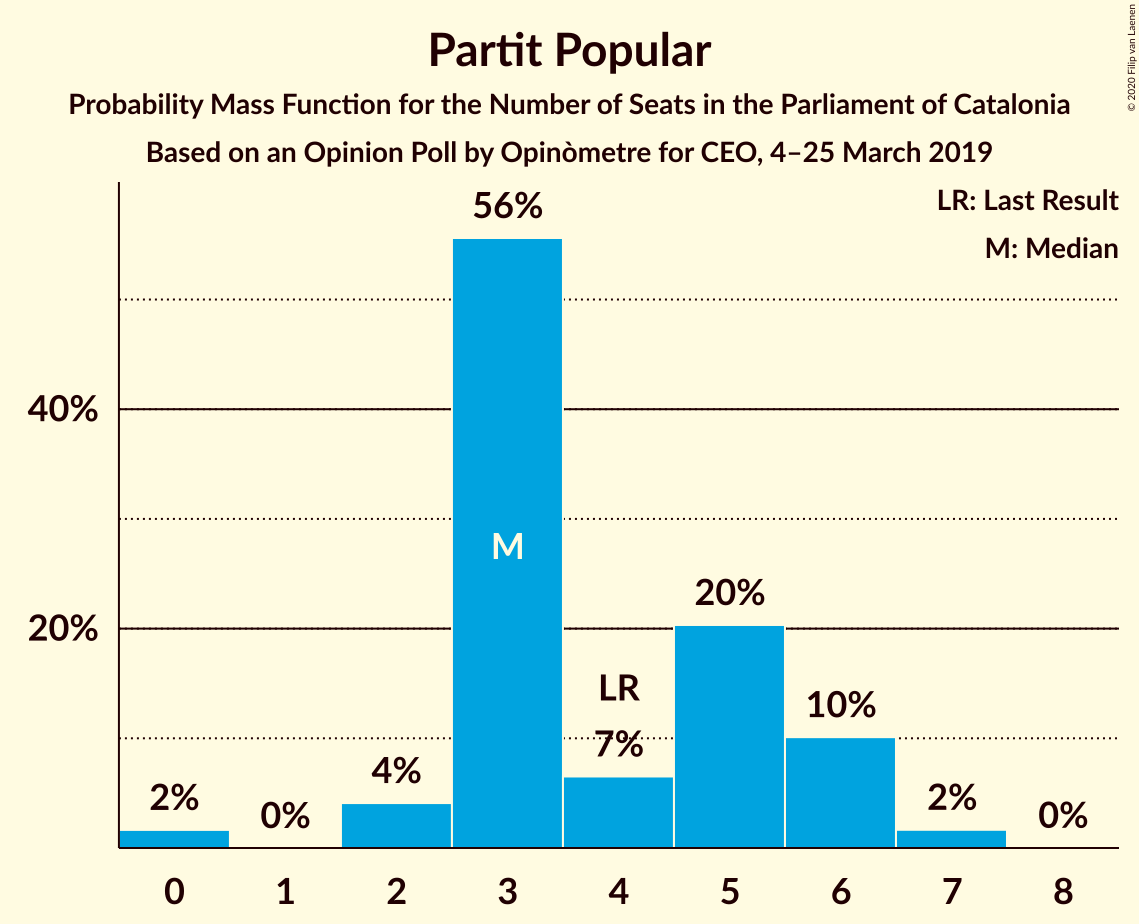 Partit Popular
Probability Mass Function for the Number of Seats in the Parliament of Catalonia
Based on an Opinion Poll by Opinòmetre for CEO, 4–25 March 2019
© 2020 Filip van Laenen
LR: Last Result
M: Median
56%
40%
M
20%
20%
LR
10%
7%
4%
2%
2%
0%
0%
0 1 2 3 4 5 6 7 8